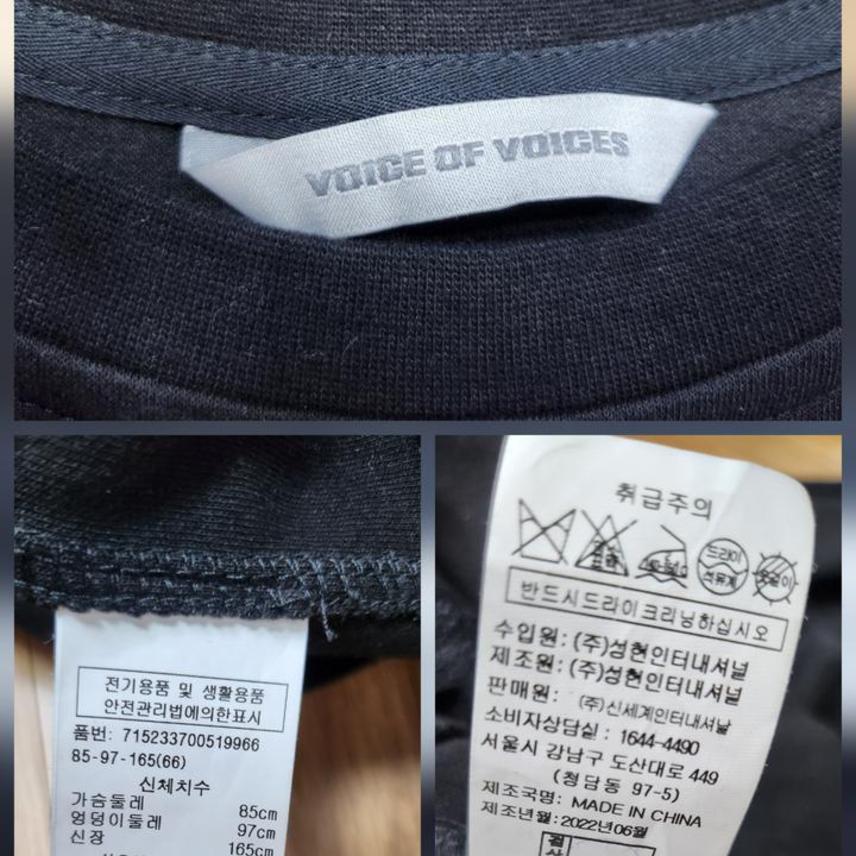 VOICE OF VOICES
전기용품 및 생활용품
안전관리법에의한표시
품번: 715233700519966
85-97-165(66)
신체치수
가슴둘레 85cm
엉덩이둘레 97cm
신장 165cm
취급주의
드라이
석유계
반드시드라이크리닝하십시오
수입원: (주)성현인터내셔널
제조원: (주)성현인터내셔널
판매원: (주)신세계인터내셔날
소비자상담실 : 1644-4490
서울시 강남구 도산대로 449
(청담동 97-5)
제조국명: MADE IN CHINA
제조년월: 2022년06월